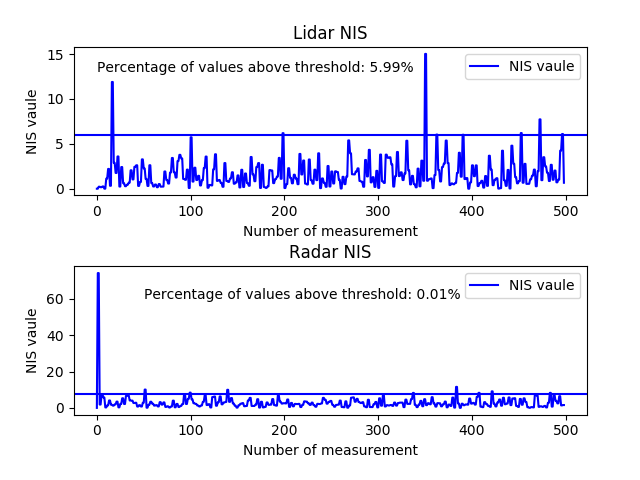 Lidar NIS
Percentage of values above threshold: 5.99%
NIS vaule
NIS vaule
15
10
5
0
0 100 200 300 400 500
Number of measurement
Radar NIS
Percentage of values above threshold: 0.01%
NIS vaule
NIS vaule
60
40
20
0
0 100 200 300 400 500
Number of measurement